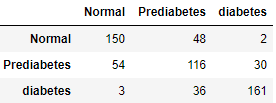 Normal Prediabetes diabetes
Normal 150 48 2
Prediabetes 54 116 30
diabetes 3 36 161